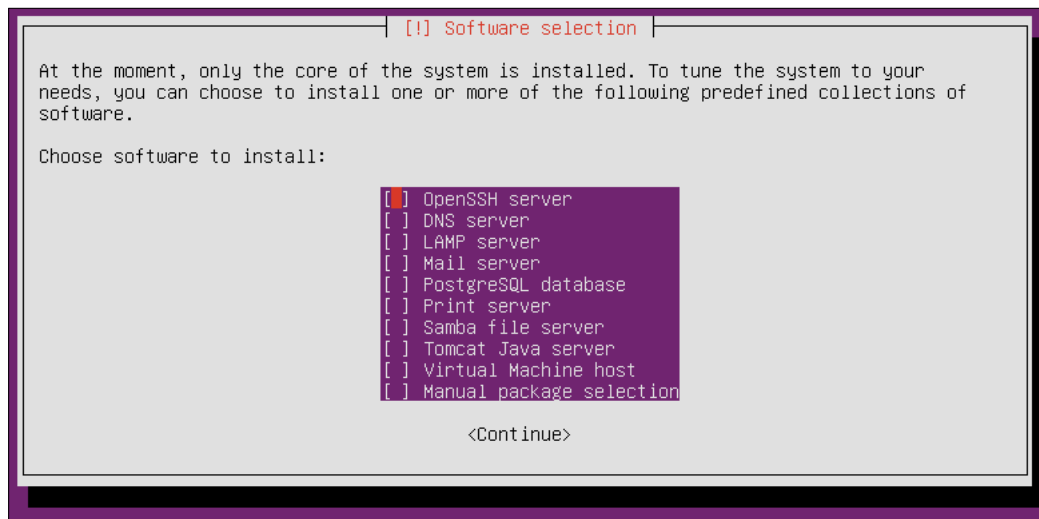 [!] Software selection
At the moment, only the core of the system is installed. To tune the system to your
needs, you can choose to install one or more of the following predefined collections of
software.
Choose software to install:
[ ] OpenSSH server
[ ] DNS server
[ ] LAMP server
[ ] Mail server
[ ] PostgreSQL database
[ ] Print server
[ ] Samba file server
[ ] Tomcat Java server
[ ] Virtual Machine host
[ ] Manual package selection
<Continue>